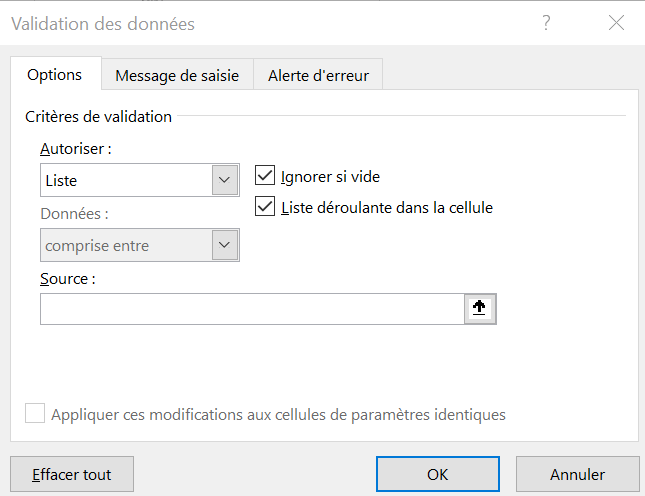 Validation des données ?
Options Message de saisie Alerte d'erreur
Critères de validation
Autoriser :
Liste
Ignorer si vide
Liste déroulante dans la cellule
Données :
comprise entre
Source :
Appliquer ces modifications aux cellules de paramètres identiques
Effacer tout OK Annuler